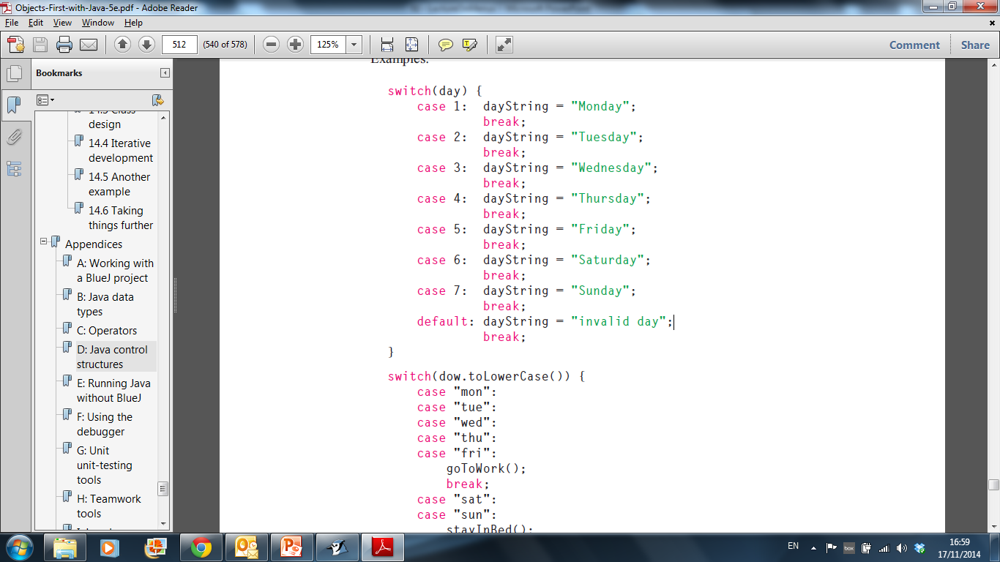 Objects-First-with-Java-5e.pdf - Adobe Reader
File Edit View Window Help
512 (540 of 578) 125% Comment Share
Bookmarks
design
14.4 Iterative
development
14.5 Another
example
14.6 Taking
things further
Appendices
A: Working with
a BlueJ project
B: Java data
types
C: Operators
D: Java control
structures
E: Running Java
without BlueJ
F: Using the
debugger
G: Unit
unit-testing
tools
H: Teamwork
tools
Examples:
switch(day) {
case 1: dayString = "Monday";
break;
case 2: dayString = "Tuesday";
break;
case 3: dayString = "Wednesday";
break;
case 4: dayString = "Thursday";
break;
case 5: dayString = "Friday";
break;
case 6: dayString = "Saturday";
break;
case 7: dayString = "Sunday";
break;
default: dayString = "invalid day";
break;
}
switch(dow.toLowerCase()) {
case "mon":
case "tue":
case "wed":
case "thu":
case "fri":
goToWork();
break;
case "sat":
case "sun":
stayInBed();
EN
box
16:59
17/11/2014